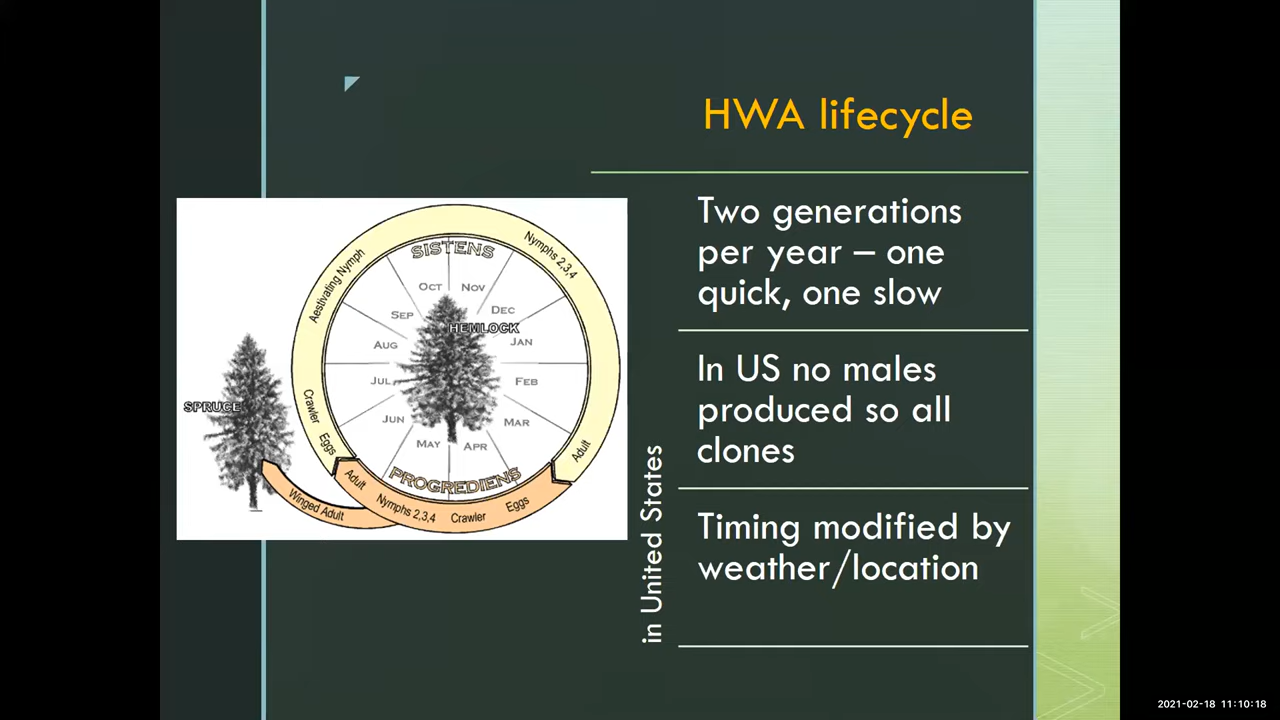 HWA lifecycle
Two generations
per year – one
quick, one slow
In US no males
produced so all
clones
Timing modified by
weather/location
in United States
SISTENS
Nymphs 2,3,4
Aestivating Nymph
OCT
NOV
SEP
DEC
HEMLOCK
AUG
JAN
JUL
FEB
SPRUCE
JUN
MAR
MAY
APR
Crawler
Eggs
Adult
PROGREDIENS
Adult
Nymphs 2,3,4
Crawler
Eggs
Winged Adult
2021-02-18 11:10:18